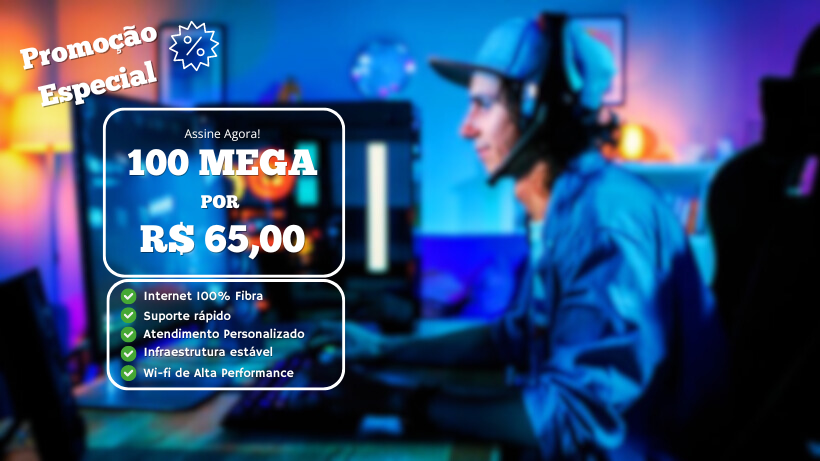 Promoção
Especial
%
Assine Agora!
100 MEGA
POR
R$ 65,00
Internet 100% Fibra
Suporte rápido
Atendimento Personalizado
Infraestrutura estável
Wi-fi de Alta Performance